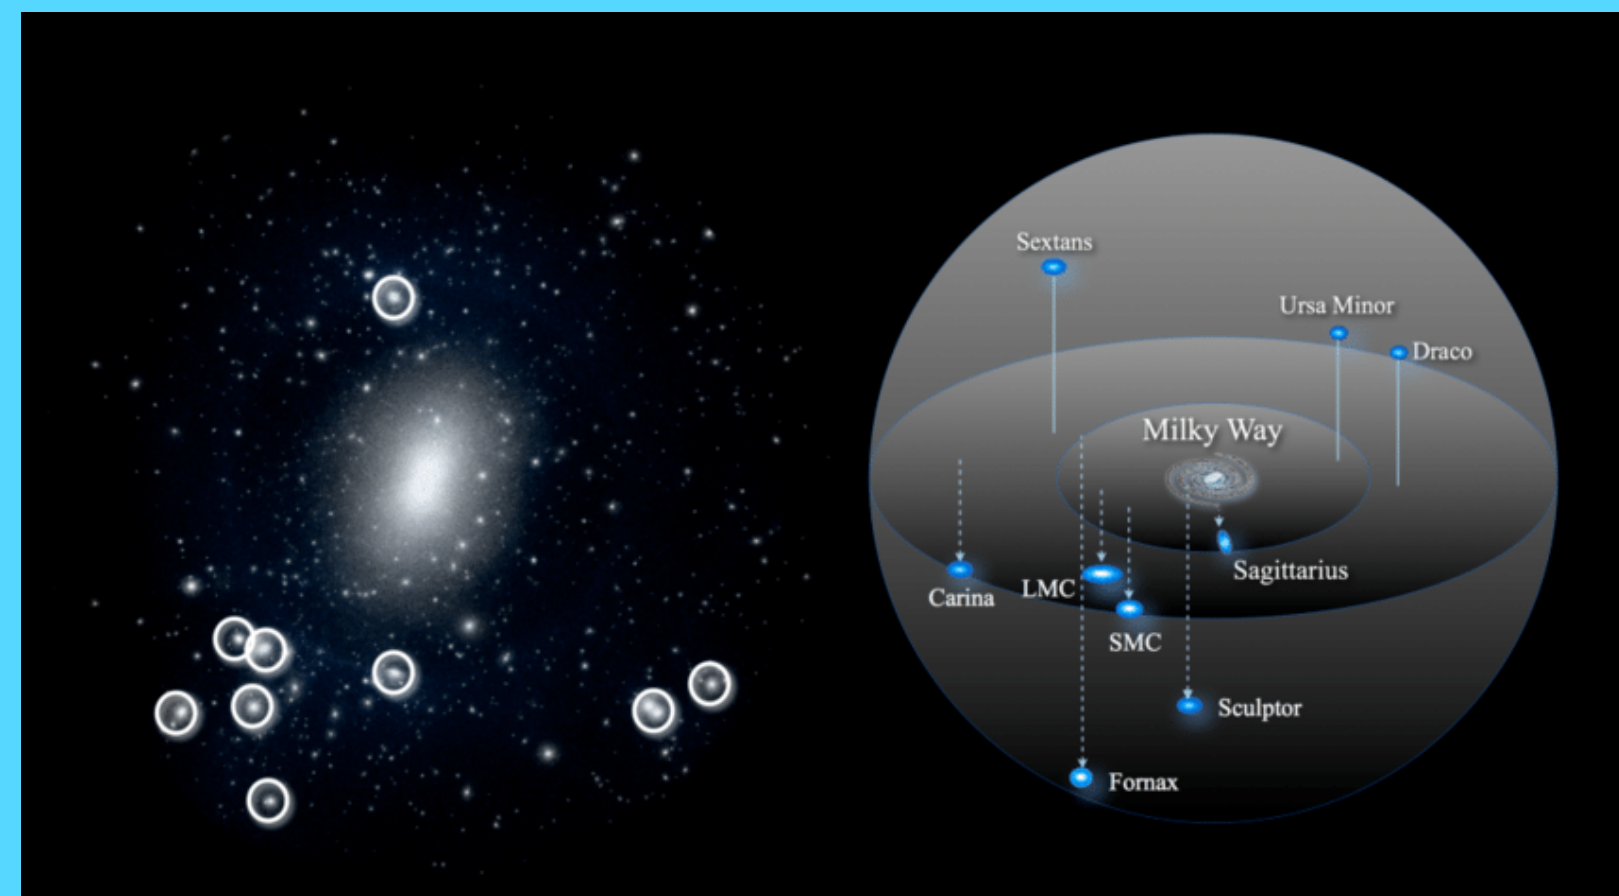 Sextans
Ursa Minor
Draco
Milky Way
Sagittarius
Carina
LMC
SMC
Sculptor
Fornax